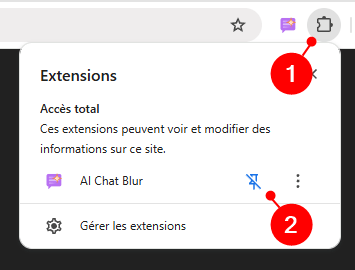 1
Extensions
Accès total
Ces extensions peuvent voir et modifier des
informations sur ce site.
AI Chat Blur
2
Gérer les extensions